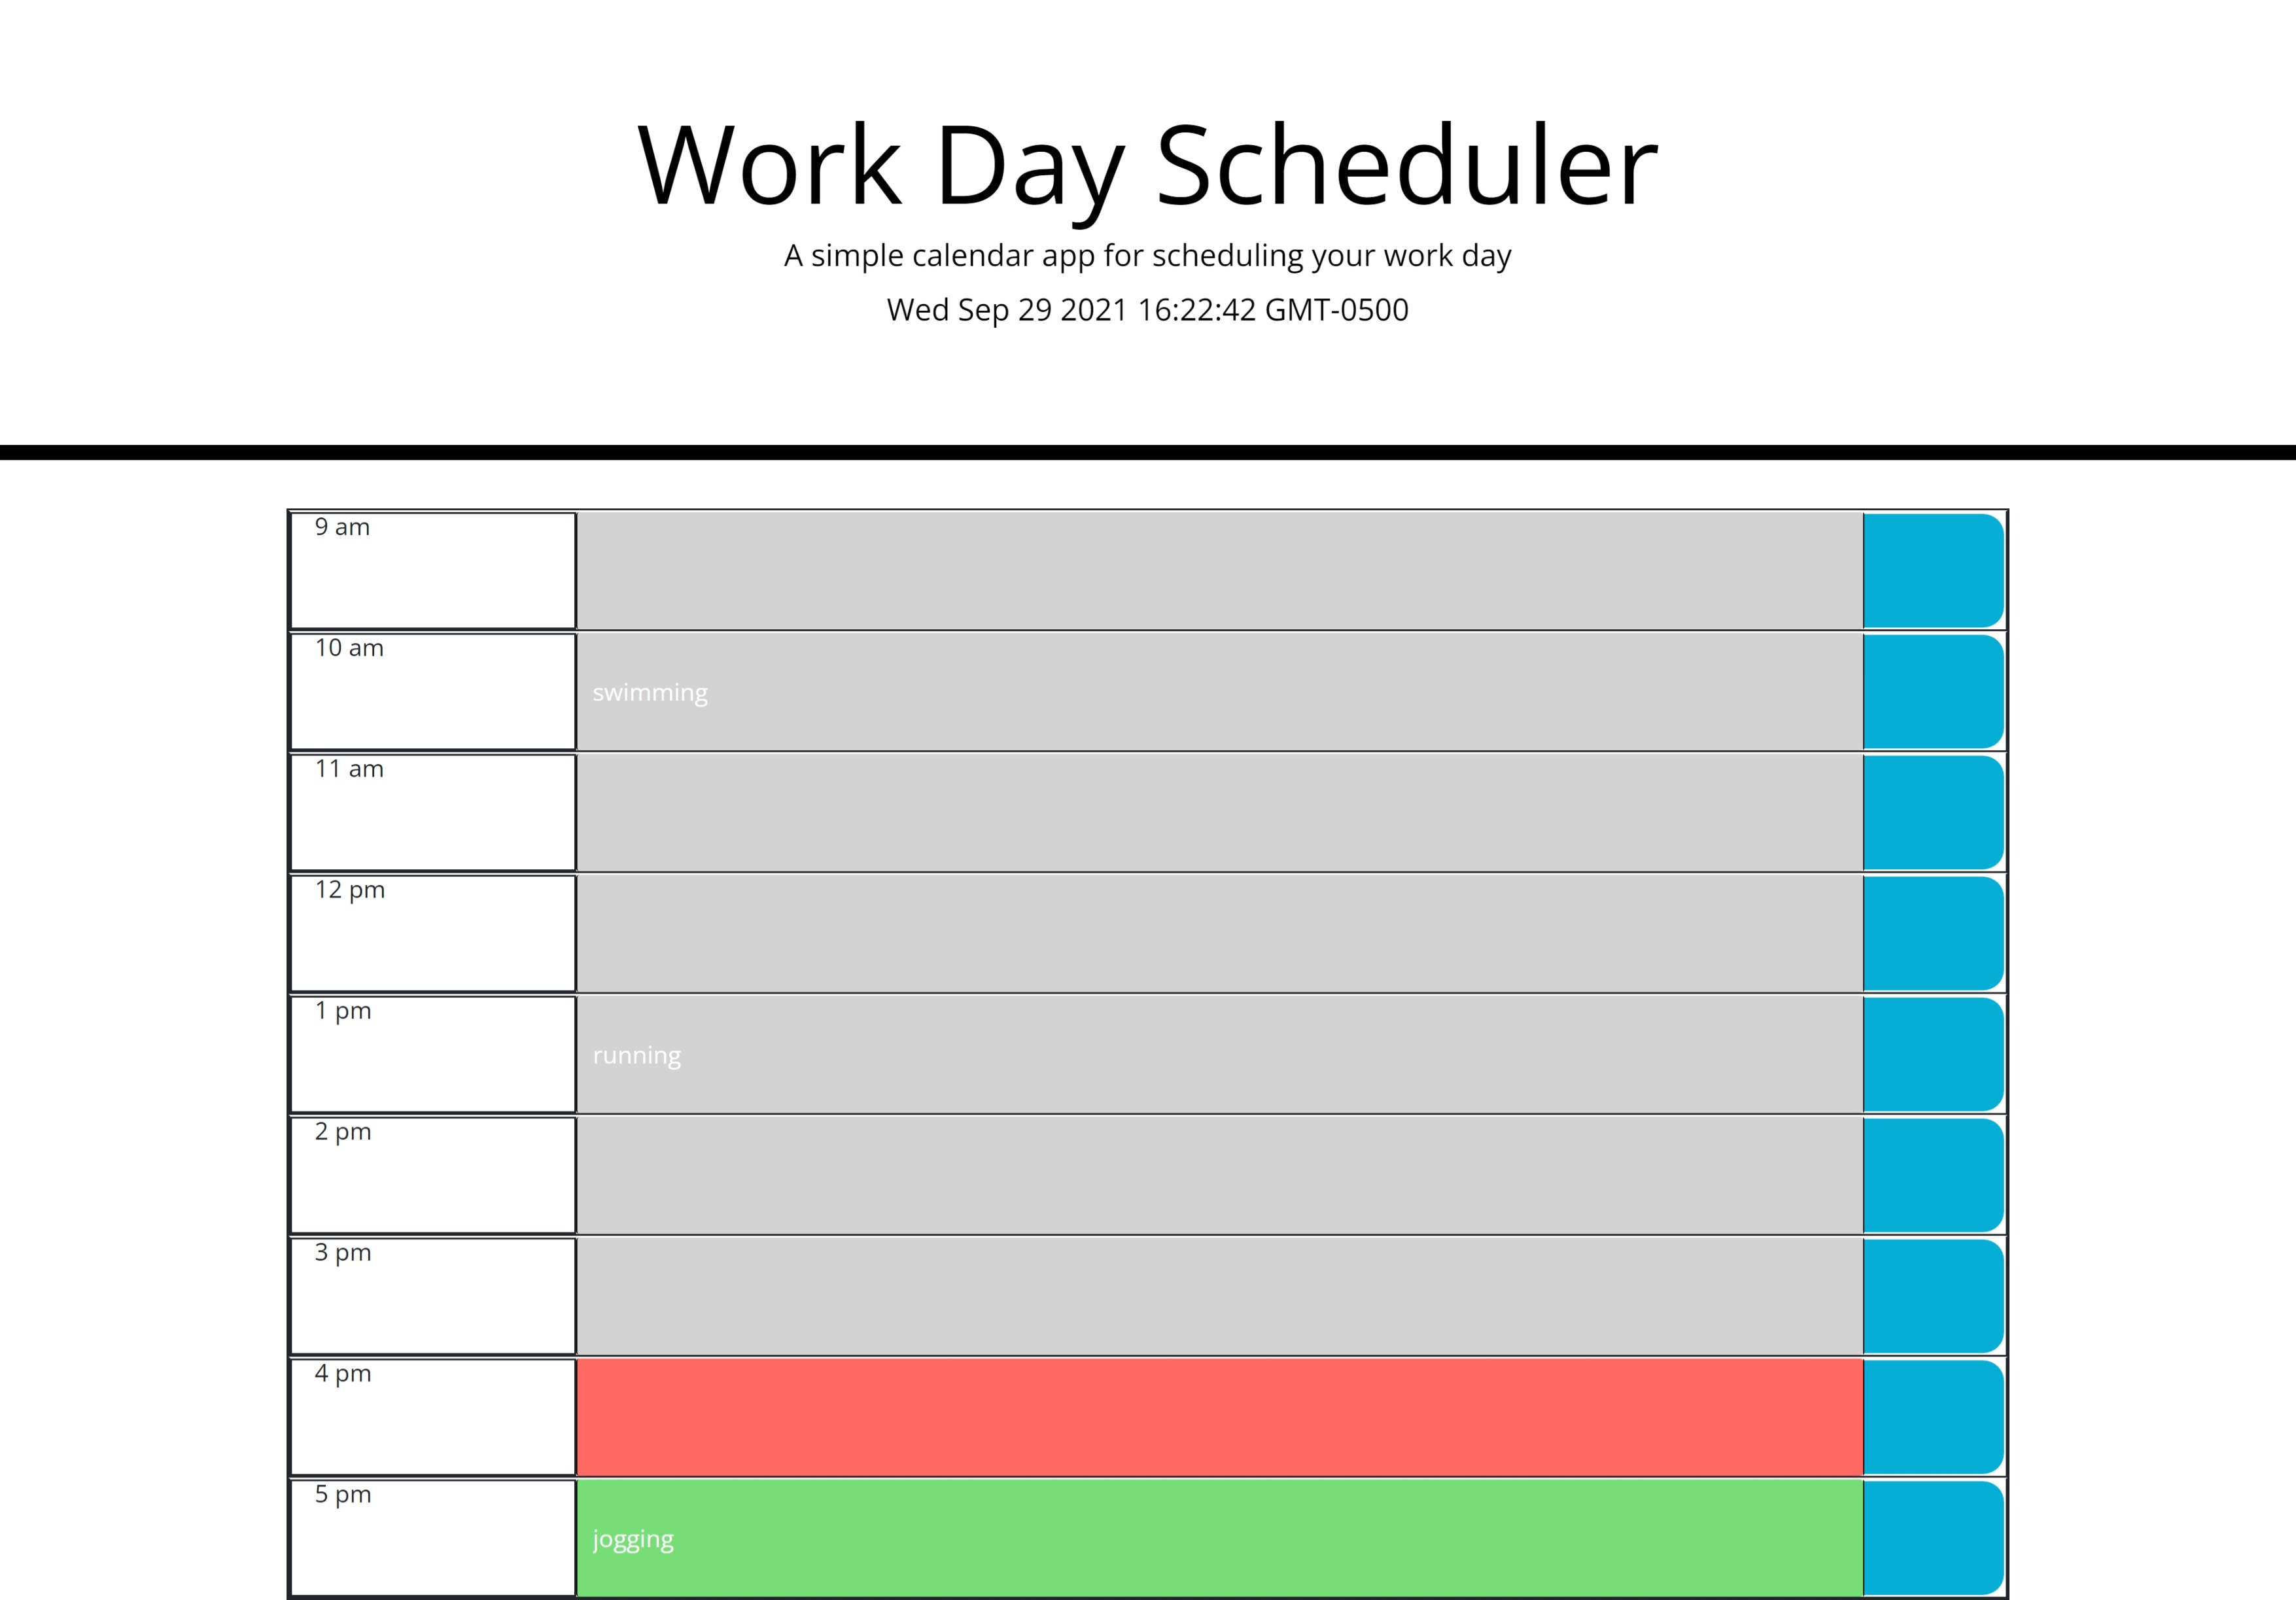 Work Day Scheduler
A simple calendar app for scheduling your work day
Wed Sep 29 2021 16:22:42 GMT-0500
9 am
10 am
swimming
11 am
12 pm
1 pm
running
2 pm
3 pm
4 pm
5 pm
jogging